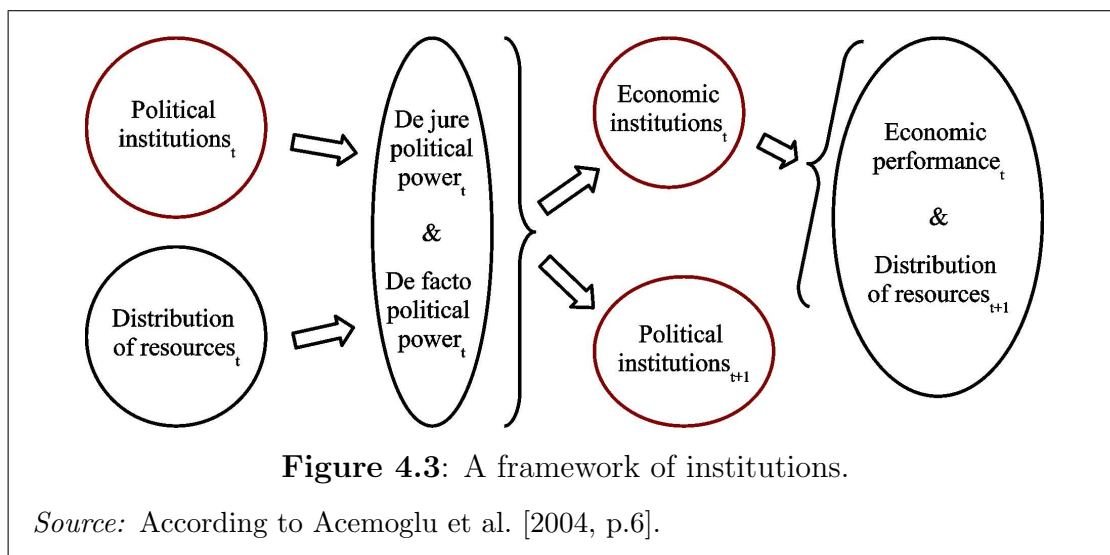 Political
institutions_t
Distribution
of resources_t
De jure
political
power_t
&
De facto
political
power_t
Economic
institutions_t
Political
institutions_t+1
Economic
performance_t
&
Distribution
of resources_t+1
Figure 4.3: A framework of institutions.
Source: According to Acemoglu et al. [2004, p.6].